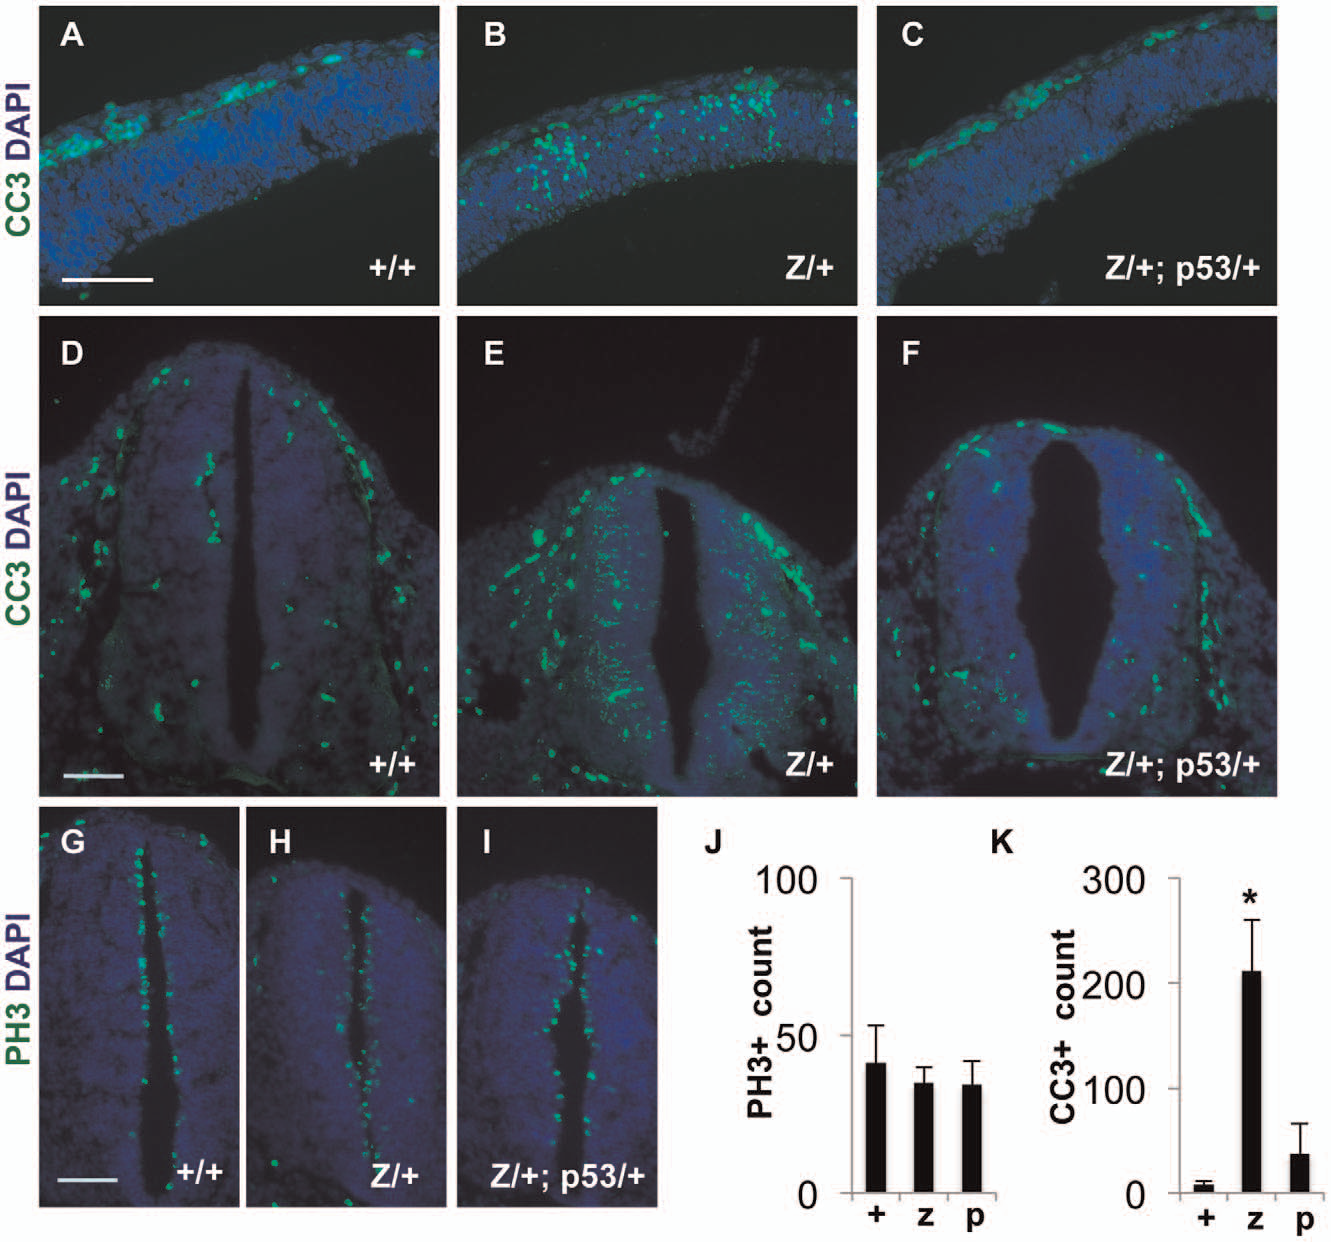 A
B
C
CC3 DAPI
+/+
Z/+
Z/+; p53/+
D
E
F
CC3 DAPI
+/+
Z/+
Z/+; p53/+
G
H
I
PH3 DAPI
+/+
Z/+
Z/+; p53/+
J
PH3+ count
100
50
0
+ z p
K
CC3+ count
300
200
100
0
*
+ z p